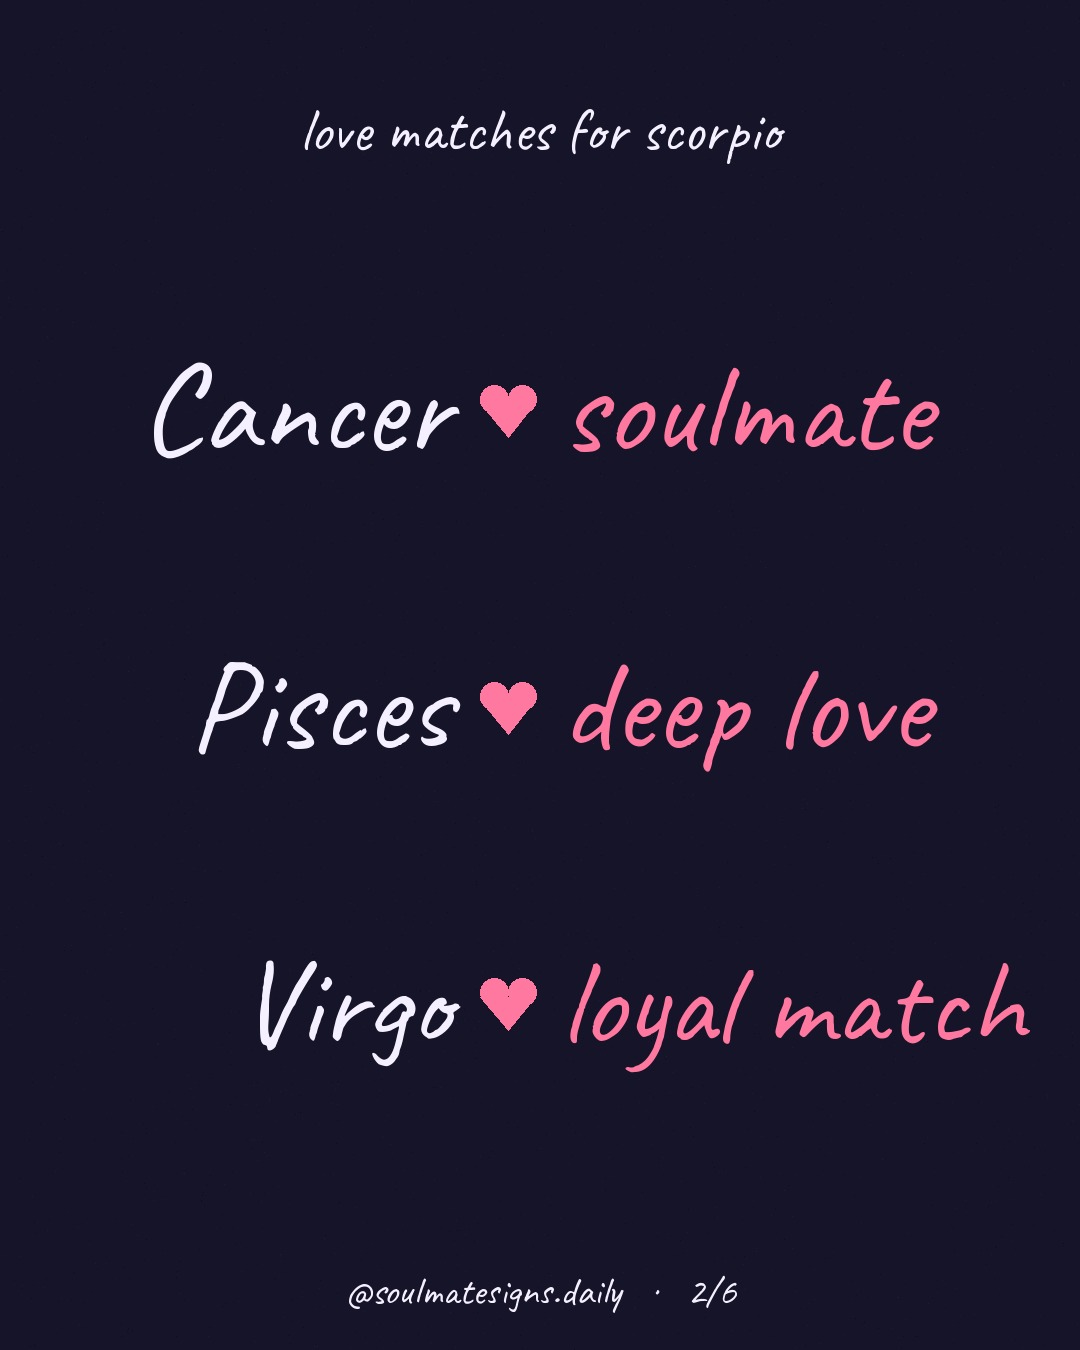 love matches for scorpio
Cancer ♥ soulmate
Pisces ♥ deep love
Virgo ♥ loyal match
@soulmatesigns.daily · 2/6